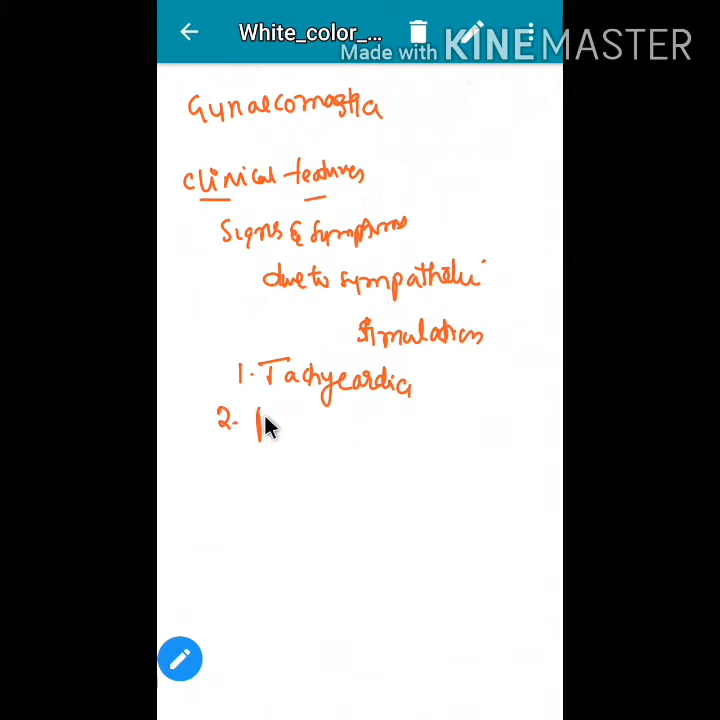 White_color_...
Made with KINEMASTER
Gynaecomastia
Clinical features
Signs & Symptoms
due to sympathetic
Stimulation
1. Tachycardia
2.